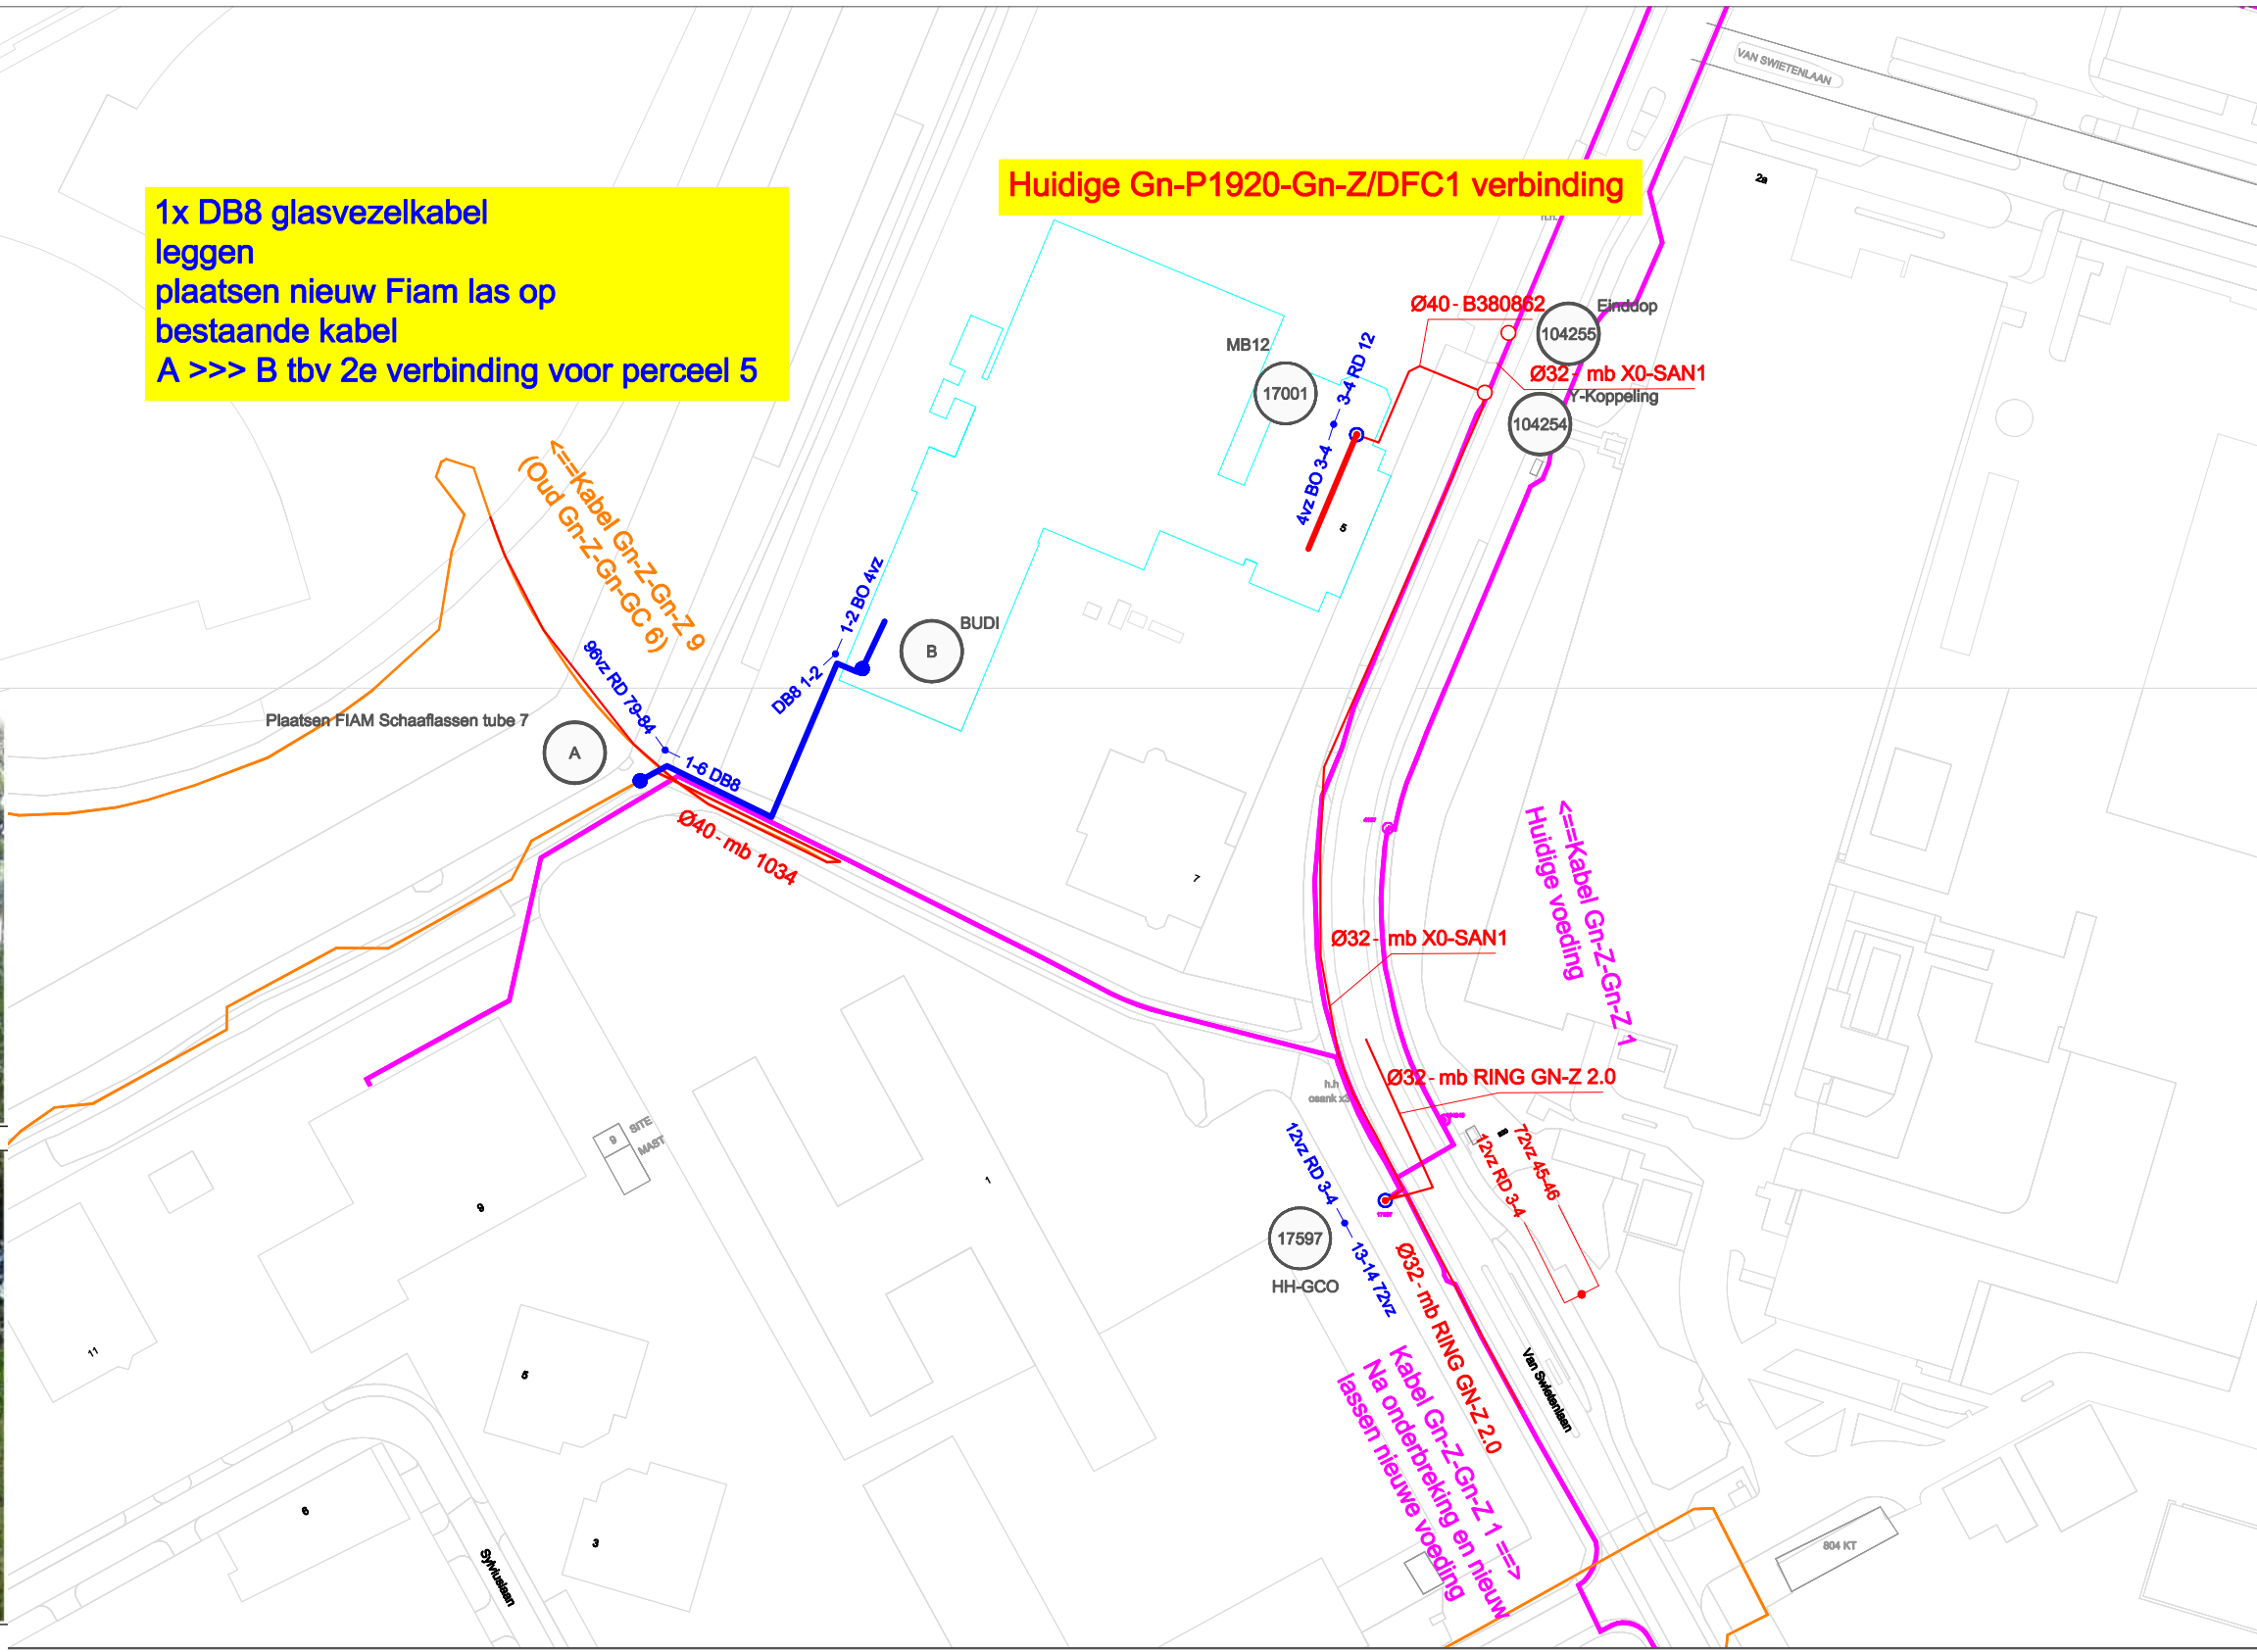 VAN SWIETENLAAN
Huidige Gn-P1920-Gn-Z/DFC1 verbinding
2a
1x DB8 glasvezelkabel
leggen
plaatsen nieuw Fiam las op
bestaande kabel
A >>> B tbv 2e verbinding voor perceel 5
h.h.
Ø40 - B380862
Einddop
104255
MB12
17001
3-4 RD 12
4vz BO 3-4
Ø32 - mb X0-SAN1
Y-Koppeling
104254
5
<==Kabel Gn-Z-Gn-Z 9
(Oud Gn-Z-Gn-GC 6)
1-2 BO 4vz
DB8 1-2
BUDI
B
96vz RD 79-84
Plaatsen FIAM Schaaflassen tube 7
A
1-6 DB8
Ø40 - mb 1034
7
<==Kabel Gn-Z-Gn-Z 1
Huidige voeding
Ø32 - mb X0-SAN1
Ø32 - mb RING GN-Z 2.0
h.h
osank x3
9
SITE
MAST
12vz RD 3-4
13-14 72vz
72vz 45-46
12vz RD 3-4
1
9
17597
HH-GCO
Ø32 - mb RING GN-Z 2.0
11
5
Van Swietenlaan
Kabel Gn-Z-Gn-Z 1 ==>
Na onderbreking en nieuw
lassen nieuwe voeding
6
3
Sylviuslaan
804 KT